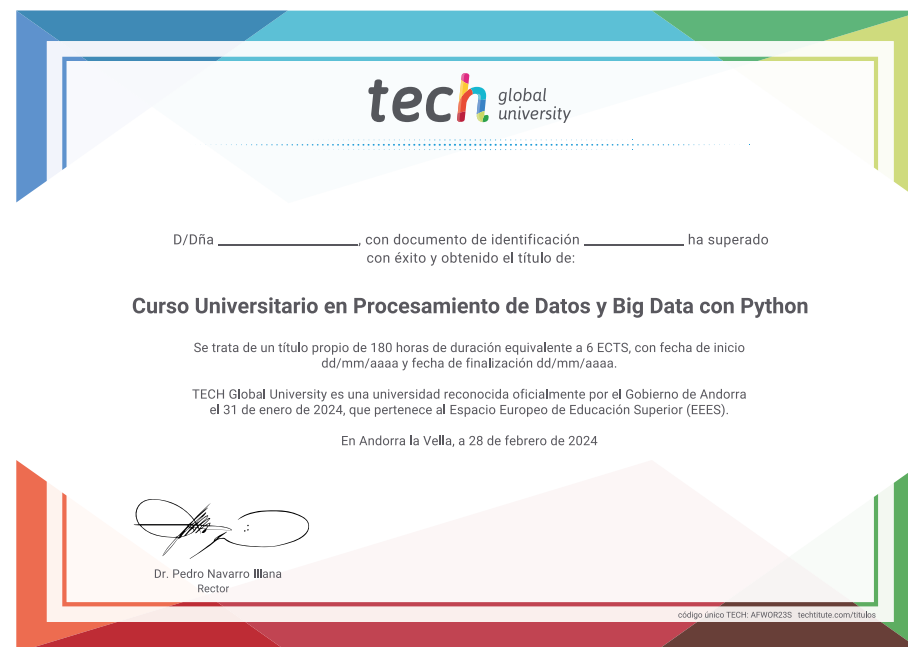 tech global
university
D/Dña ____________, con documento de identificación ____________ ha superado
con éxito y obtenido el título de:
Curso Universitario en Procesamiento de Datos y Big Data con Python
Se trata de un título propio de 180 horas de duración equivalente a 6 ECTS, con fecha de inicio
dd/mm/aaaa y fecha de finalización dd/mm/aaaa.
TECH Global University es una universidad reconocida oficialmente por el Gobierno de Andorra
el 31 de enero de 2024, que pertenece al Espacio Europeo de Educación Superior (EEES).
En Andorra la Vella, a 28 de febrero de 2024
Dr. Pedro Navarro Illana
Rector
código único TECH: AFWOR23S techtitute.com/titulos